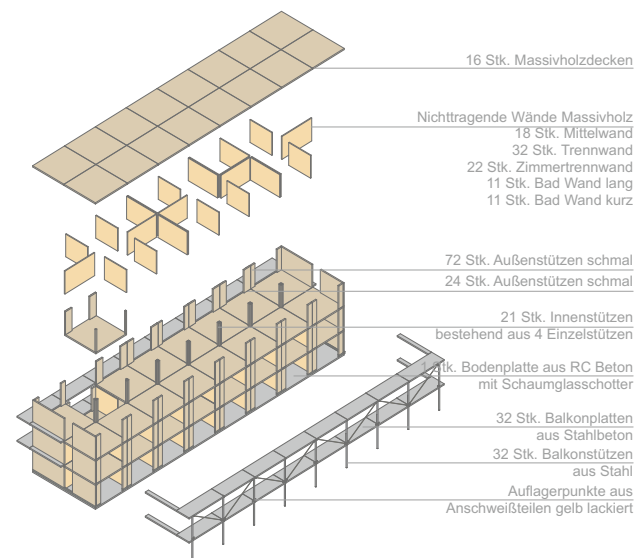 16 Stk. Massivholzdecken
Nichttragende Wände Massivholz
18 Stk. Mittelwand
32 Stk. Trennwand
22 Stk. Zimmertrennwand
11 Stk. Bad Wand lang
11 Stk. Bad Wand kurz
72 Stk. Außenstützen schmal
24 Stk. Außenstützen schmal
21 Stk. Innenstützen
bestehend aus 4 Einzelstützen
1 Stk. Bodenplatte aus RC Beton
mit Schaumglasschotter
32 Stk. Balkonplatten
aus Stahlbeton
32 Stk. Balkonstützen
aus Stahl
Auflagerpunkte aus
Anschweißteilen gelb lackiert